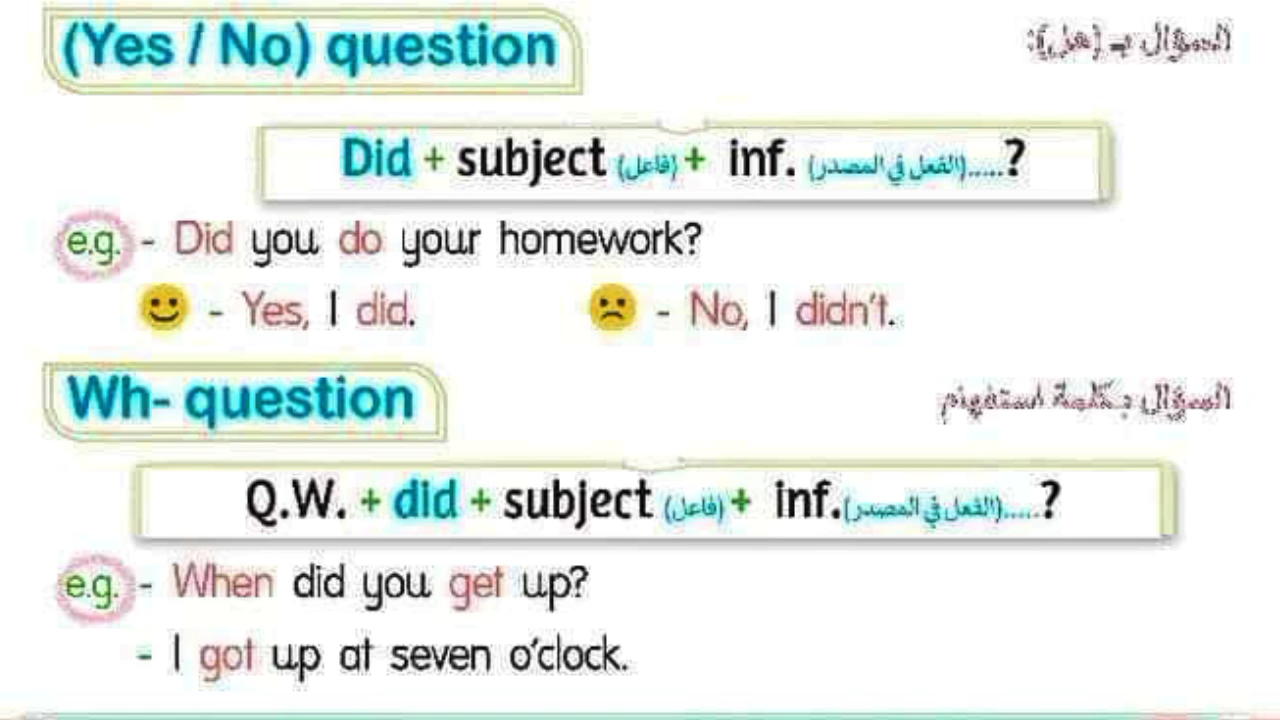 (Yes / No) question السؤال بـ (هل):
Did + subject (فاعل) + inf. (الفعل في المصدر).....?
e.g. - Did you do your homework?
- Yes, I did. - No, I didn't.
Wh- question السؤال بكلمة استفهام
Q.W. + did + subject (فاعل) + inf.(الفعل في المصدر).....?
e.g. - When did you get up?
- I got up at seven o'clock.